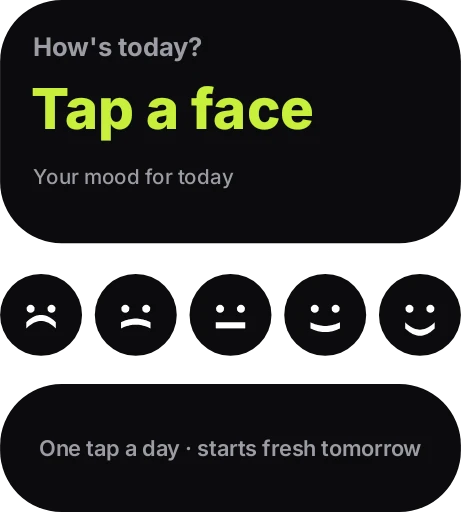 How's today?
Tap a face
Your mood for today
One tap a day · starts fresh tomorrow